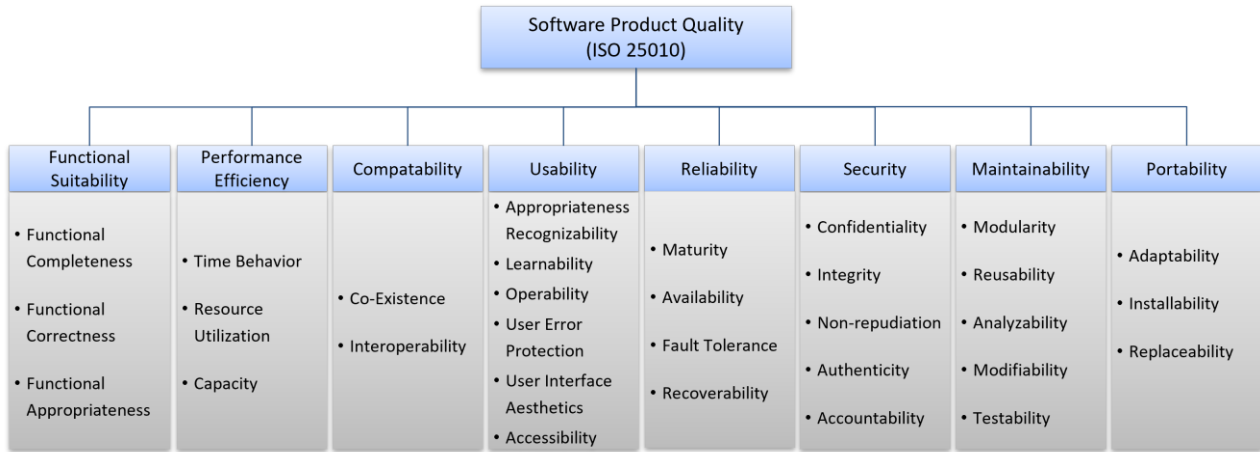 Software Product Quality
(ISO 25010)
Functional
Suitability
• Functional
Completeness
• Functional
Correctness
• Functional
Appropriateness
Performance
Efficiency
• Time Behavior
• Resource
Utilization
• Capacity
Compatability
• Co-Existence
• Interoperability
Usability
• Appropriateness
Recognizability
• Learnability
• Operability
• User Error
Protection
• User Interface
Aesthetics
• Accessibility
Reliability
• Maturity
• Availability
• Fault Tolerance
• Recoverability
Security
• Confidentiality
• Integrity
• Non-repudiation
• Authenticity
• Accountability
Maintainability
• Modularity
• Reusability
• Analyzability
• Modifiability
• Testability
Portability
• Adaptability
• Installability
• Replaceability